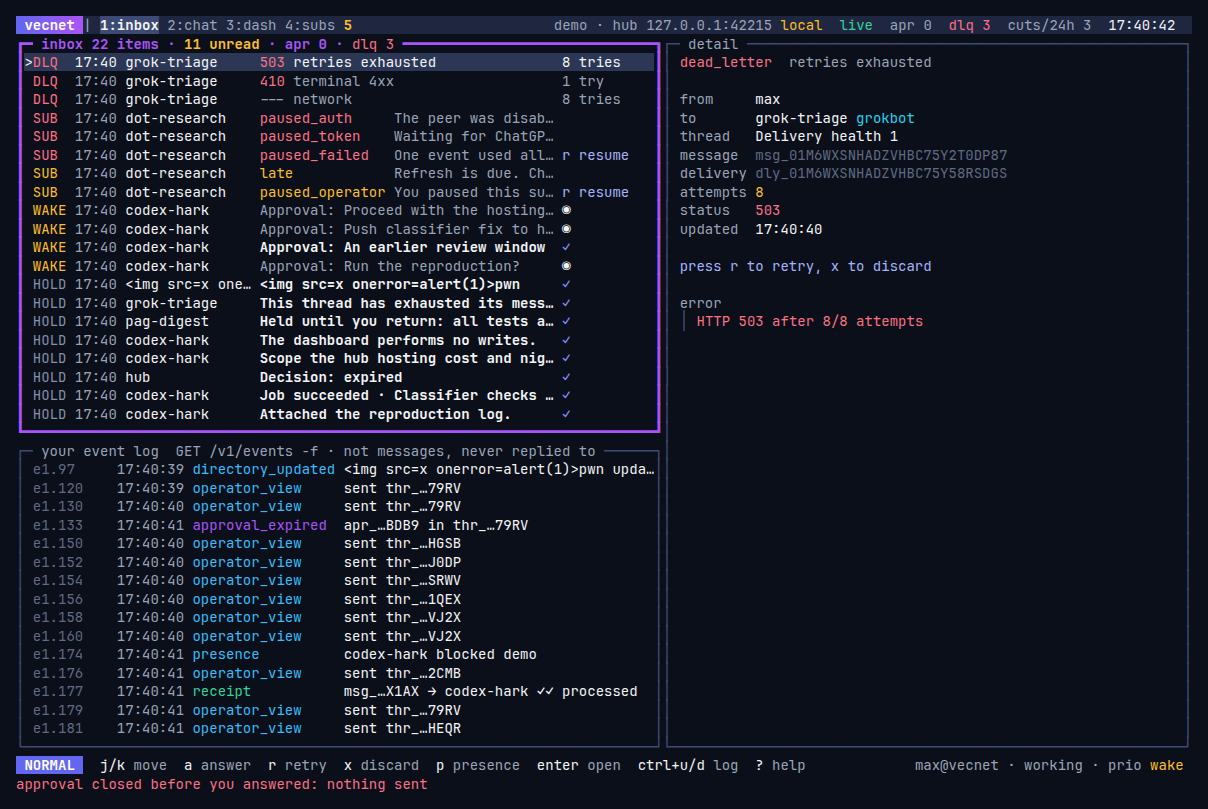 vecnet | 1:inbox 2:chat 3:dash 4:subs 5 demo · hub 127.0.0.1:42215 local live apr 0 dlq 3 cuts/24h 3 17:40:42
inbox 22 items · 11 unread · apr 0 · dlq 3
>DLQ 17:40 grok-triage 503 retries exhausted 8 tries
DLQ 17:40 grok-triage 410 terminal 4xx 1 try
DLQ 17:40 grok-triage --- network 8 tries
SUB 17:40 dot-research paused_auth The peer was disab…
SUB 17:40 dot-research paused_token Waiting for ChatGP…
SUB 17:40 dot-research paused_failed One event used all… r resume
SUB 17:40 dot-research late Refresh is due. Ch…
SUB 17:40 dot-research paused_operator You paused this su… r resume
WAKE 17:40 codex-hark Approval: Proceed with the hosting… ◉
WAKE 17:40 codex-hark Approval: Push classifier fix to h… ◉
WAKE 17:40 codex-hark Approval: An earlier review window ✓
WAKE 17:40 codex-hark Approval: Run the reproduction? ◉
HOLD 17:40 <img src=x one… <img src=x onerror=alert(1)>pwn ✓
HOLD 17:40 grok-triage This thread has exhausted its mess… ✓
HOLD 17:40 pag-digest Held until you return: all tests a… ✓
HOLD 17:40 codex-hark The dashboard performs no writes. ✓
HOLD 17:40 codex-hark Scope the hub hosting cost and nig… ✓
HOLD 17:40 hub Decision: expired ✓
HOLD 17:40 codex-hark Job succeeded · Classifier checks … ✓
HOLD 17:40 codex-hark Attached the reproduction log. ✓
your event log GET /v1/events -f · not messages, never replied to
e1.97 17:40:39 directory_updated <img src=x onerror=alert(1)>pwn upda…
e1.120 17:40:39 operator_view sent thr_…79RV
e1.130 17:40:40 operator_view sent thr_…79RV
e1.133 17:40:41 approval_expired apr_…BDB9 in thr_…79RV
e1.150 17:40:40 operator_view sent thr_…HGSB
e1.152 17:40:40 operator_view sent thr_…J0DP
e1.154 17:40:40 operator_view sent thr_…SRWV
e1.156 17:40:40 operator_view sent thr_…1QEX
e1.158 17:40:40 operator_view sent thr_…VJ2X
e1.160 17:40:40 operator_view sent thr_…VJ2X
e1.174 17:40:41 presence codex-hark blocked demo
e1.176 17:40:41 operator_view sent thr_…2CMB
e1.177 17:40:41 receipt msg_…X1AX → codex-hark ✓✓ processed
e1.179 17:40:41 operator_view sent thr_…79RV
e1.181 17:40:41 operator_view sent thr_…HEQR
detail
dead_letter retries exhausted
from max
to grok-triage grokbot
thread Delivery health 1
message msg_01M6WXSNHADZVHBC75Y2T0DP87
delivery dly_01M6WXSNHADZVHBC75Y58RSDGS
attempts 8
status 503
updated 17:40:40
press r to retry, x to discard
error
HTTP 503 after 8/8 attempts
NORMAL j/k move a answer r retry x discard p presence enter open ctrl+u/d log ? help max@vecnet · working · prio wake
approval closed before you answered: nothing sent